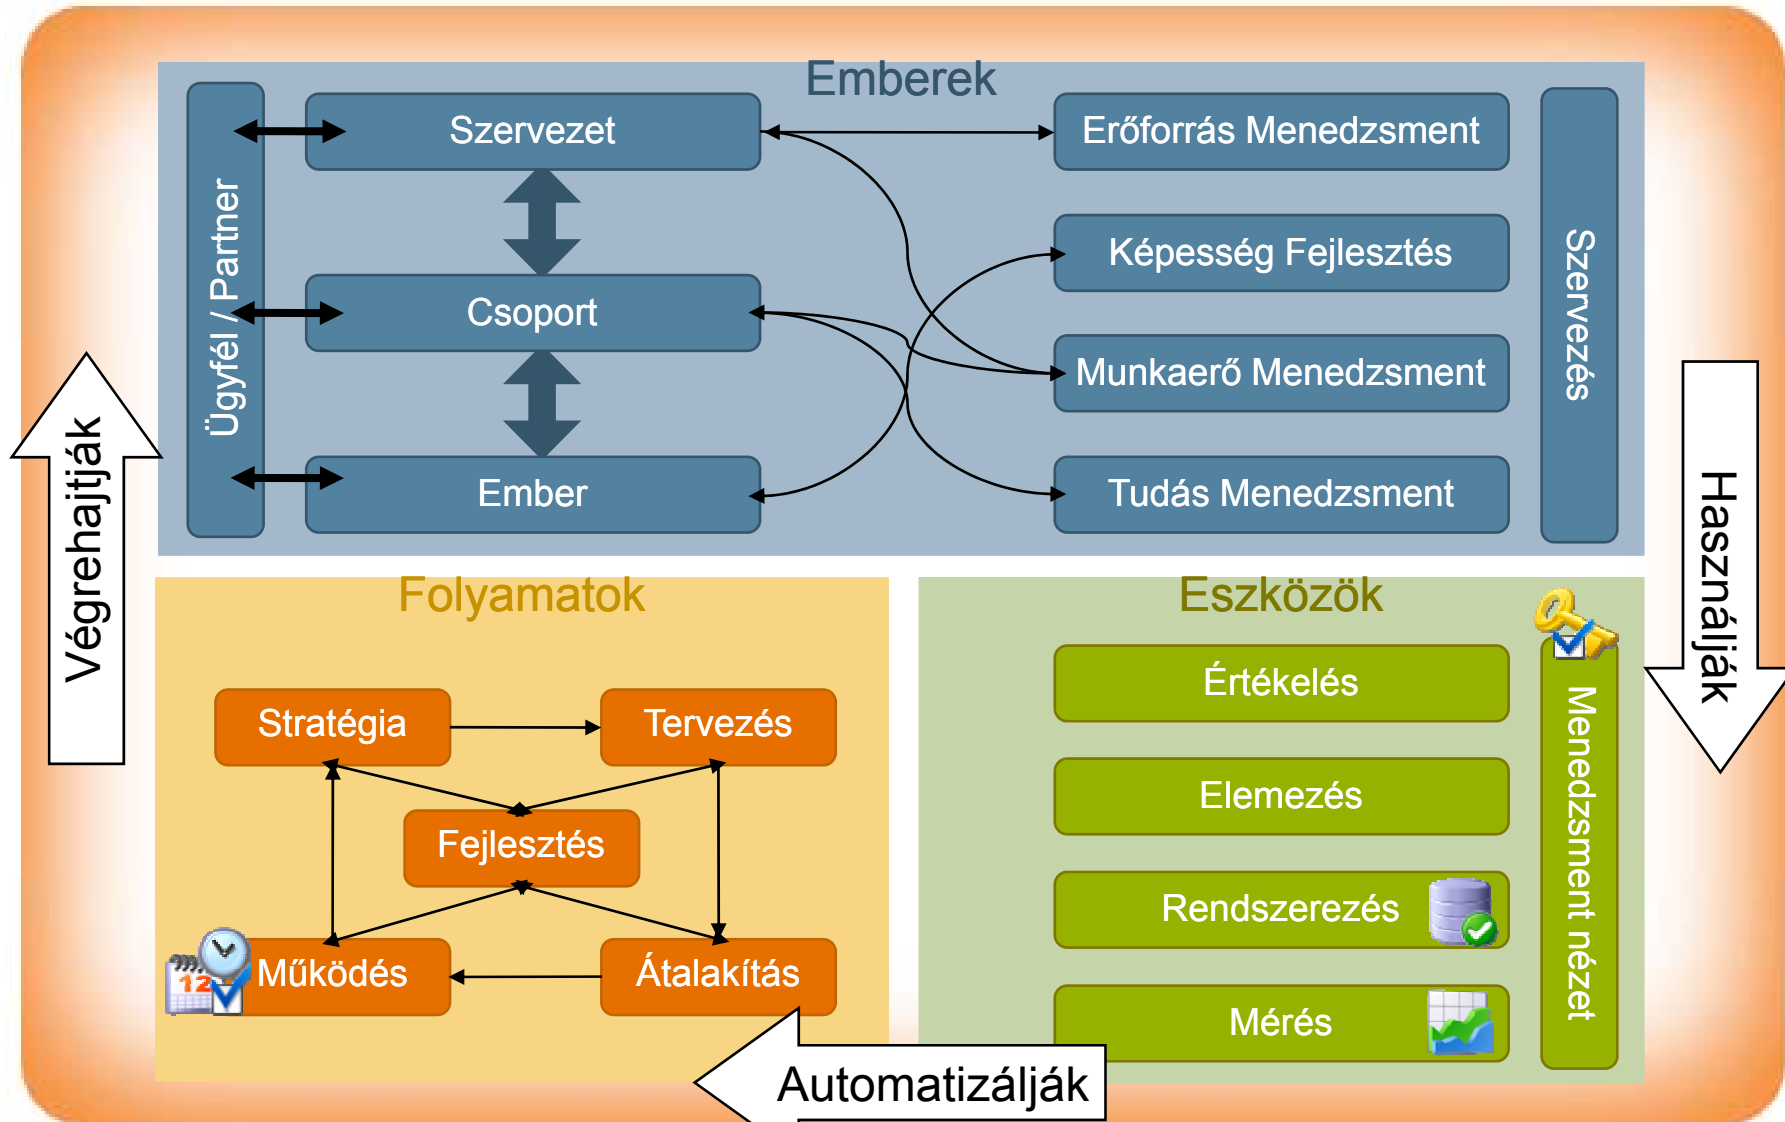 Emberek
Ügyfél / Partner
Szervezet
Csoport
Ember
Erőforrás Menedzsment
Képesség Fejlesztés
Munkaerő Menedzsment
Tudás Menedzsment
Szervezés
Végrehajtják
Használják
Folyamatok
Stratégia
Tervezés
Fejlesztés
12
Működés
Átalakítás
Eszközök
Értékelés
Elemezés
Rendszerezés
Mérés
Menedzsment nézet
Automatizálják